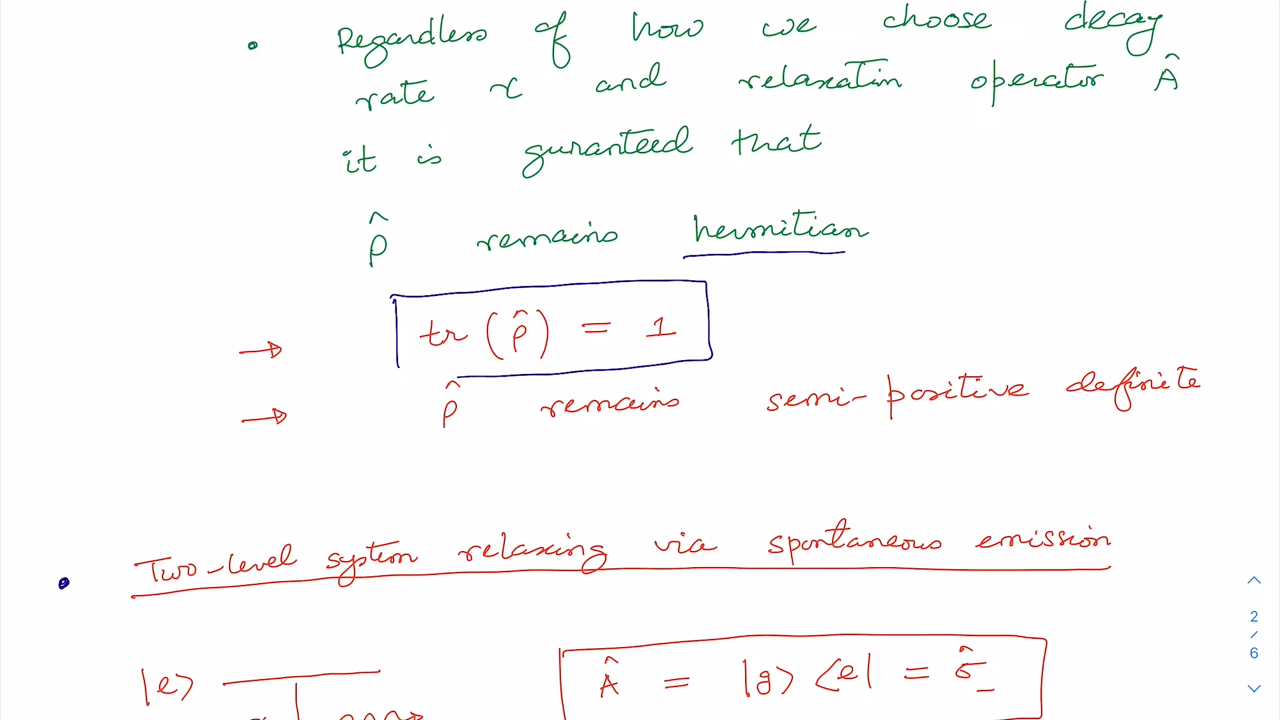 • Regardless of how we choose decay
rate r and relaxatin operator Â
it is guranteed that
ρ̂ remains hermitian
→ tr (ρ̂) = 1
→ ρ̂ remains semi-positive definite
• Two-level system relaxing via spontaneous emission
|e⟩ Â = |g⟩ ⟨e| = σ̂_
2
/
6